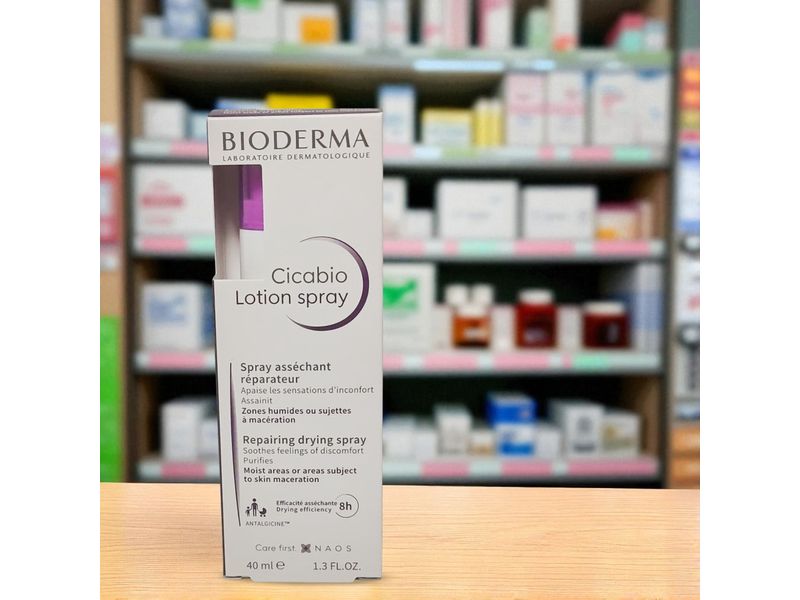 BIODERMA
LABORATOIRE DERMATOLOGIQUE
Cicabio
Lotion spray
Spray asséchant
réparateur
Apaise les sensations d'inconfort
Assainit
Zones humides ou sujettes
à macération
Repairing drying spray
Soothes feelings of discomfort
Purifies
Moist areas or areas subject
to skin maceration
Efficacité asséchante
Drying efficiency
8h
ANTALGICINE™
Care first. NAOS
40 ml ℮ 1.3 FL.OZ.